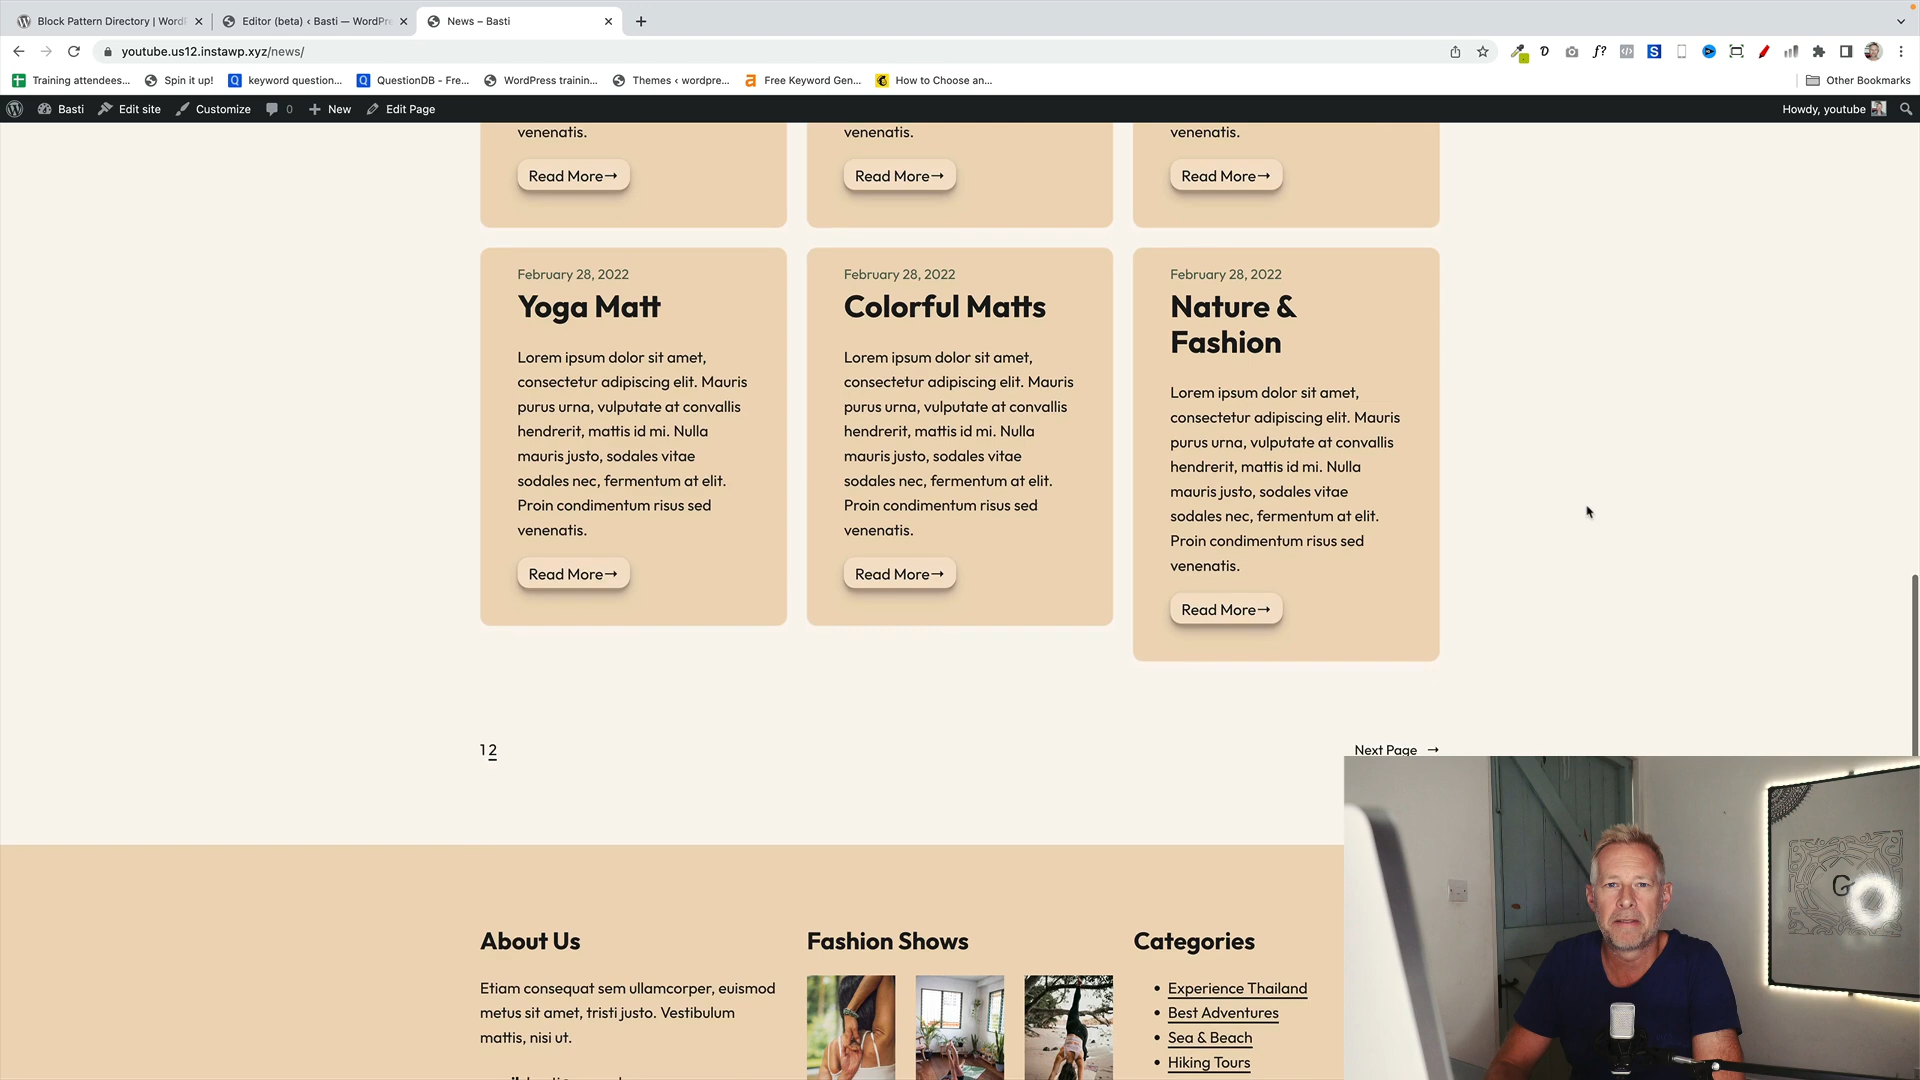 Block Pattern Directory | WordP
Editor (beta) ‹ Basti — WordPre
News – Basti
youtube.us12.instawp.xyz/news/
Training attendees...
Spin it up!
keyword question...
QuestionDB - Fre...
WordPress trainin...
Themes ‹ wordpre...
Free Keyword Gen...
How to Choose an...
Other Bookmarks
Basti
Edit site
Customize
0
New
Edit Page
Howdy, youtube
venenatis.
Read More→
venenatis.
Read More→
venenatis.
Read More→
February 28, 2022
Yoga Matt
Lorem ipsum dolor sit amet,
consectetur adipiscing elit. Mauris
purus urna, vulputate at convallis
hendrerit, mattis id mi. Nulla
mauris justo, sodales vitae
sodales nec, fermentum at elit.
Proin condimentum risus sed
venenatis.
Read More→
February 28, 2022
Colorful Matts
Lorem ipsum dolor sit amet,
consectetur adipiscing elit. Mauris
purus urna, vulputate at convallis
hendrerit, mattis id mi. Nulla
mauris justo, sodales vitae
sodales nec, fermentum at elit.
Proin condimentum risus sed
venenatis.
Read More→
February 28, 2022
Nature &
Fashion
Lorem ipsum dolor sit amet,
consectetur adipiscing elit. Mauris
purus urna, vulputate at convallis
hendrerit, mattis id mi. Nulla
mauris justo, sodales vitae
sodales nec, fermentum at elit.
Proin condimentum risus sed
venenatis.
Read More→
1 2
Next Page →
About Us
Etiam consequat sem ullamcorper, euismod
metus sit amet, tristi justo. Vestibulum
mattis, nisi ut.
Fashion Shows
Categories
• Experience Thailand
• Best Adventures
• Sea & Beach
• Hiking Tours